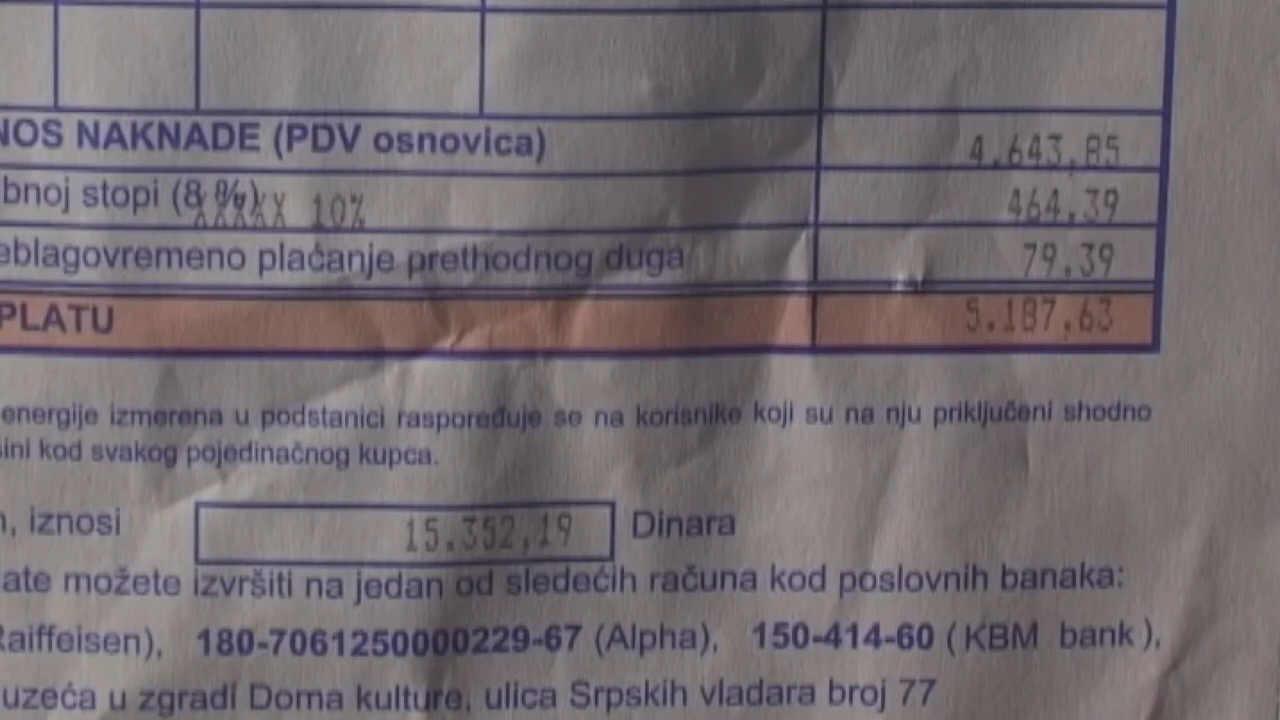 NOS NAKNADE (PDV osnovica) 4.643,85
bnoj stopi (8 %) XXXXX 10% 464.39
eblagovremeno plaćanje prethodnog duga 79.39
PLATU 5.187,63
energije izmerena u podstanici raspoređuje se na korisnike koji su na nju priključeni shodno
ini kod svakog pojedinačnog kupca.
, iznosi 15.352,19 Dinara
ate možete izvršiti na jedan od sledećih računa kod poslovnih banaka:
Raiffeisen), 180-7061250000229-67 (Alpha), 150-414-60 (KBM bank),
uzeća u zgradi Doma kulture, ulica Srpskih vladara broj 77